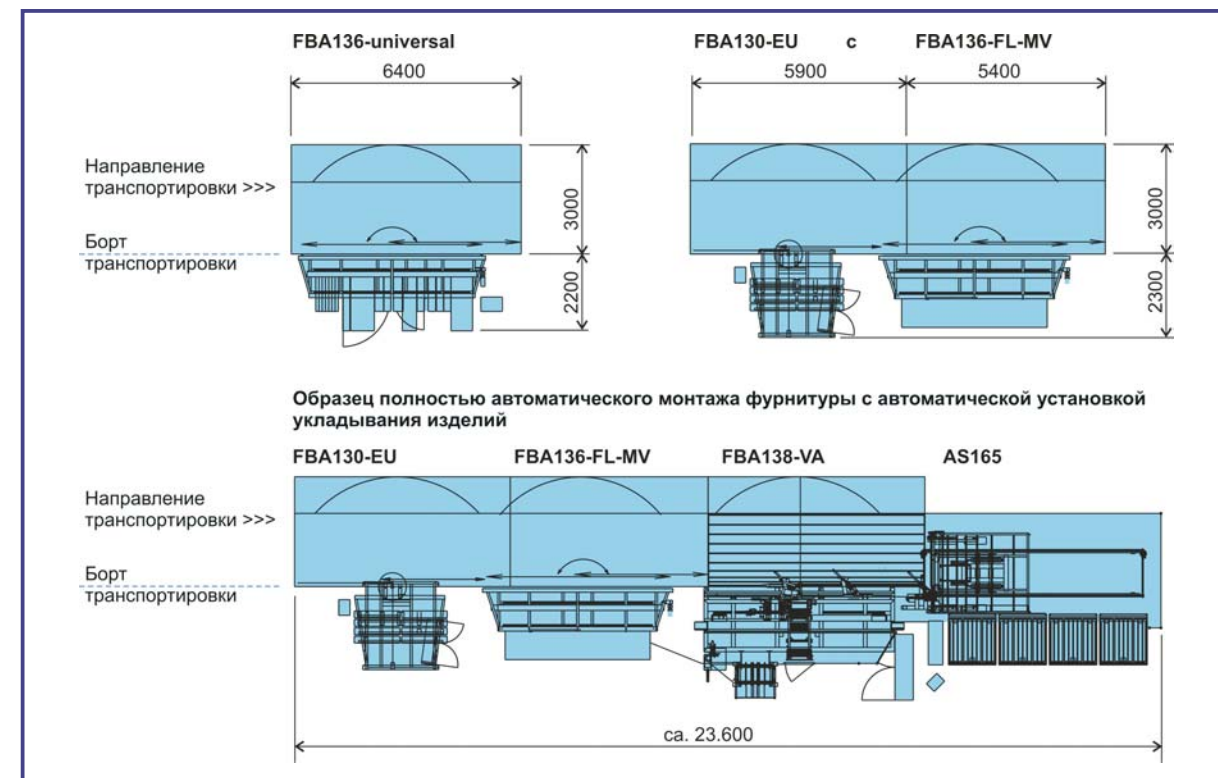 FBA136-universal
6400
FBA130-EU с FBA136-FL-MV
5900 5400
Направление
транспортировки >>>
Борт
транспортировки
3000
2200
3000
2300
Образец полностью автоматического монтажа фурнитуры с автоматической установкой
укладывания изделий
FBA130-EU FBA136-FL-MV FBA138-VA AS165
Направление
транспортировки >>>
Борт
транспортировки
ca. 23.600